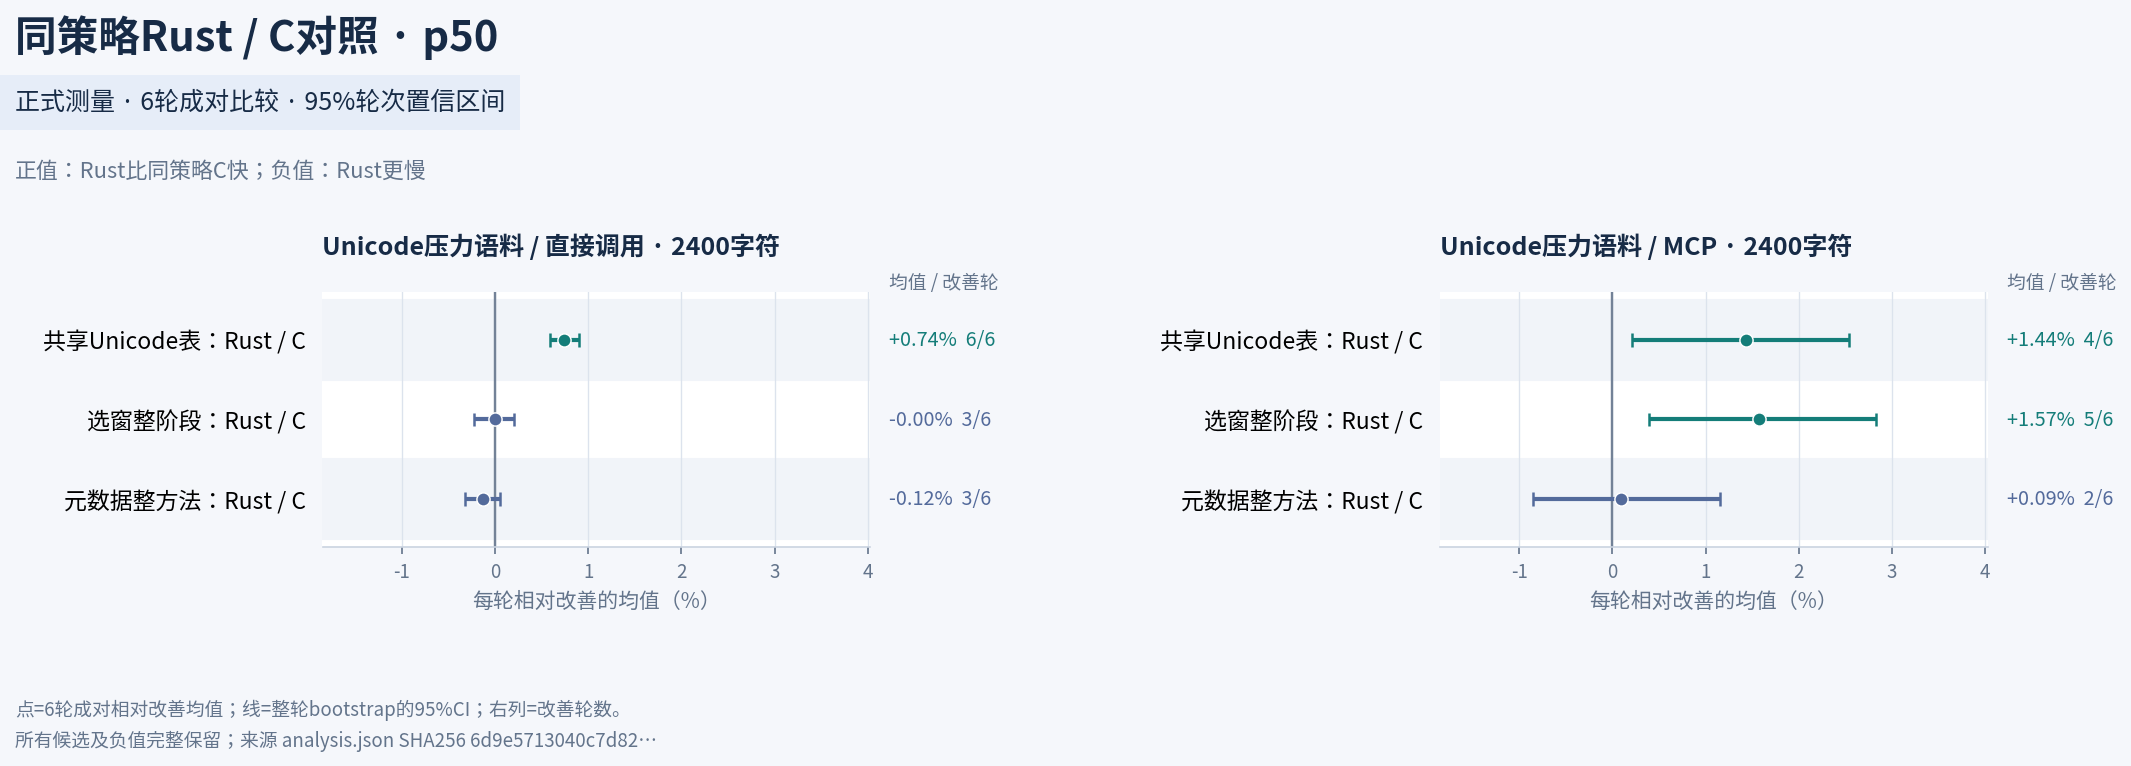 同策略Rust / C对照 · p50
正式测量 · 6轮成对比较 · 95%轮次置信区间
正值：Rust比同策略C快；负值：Rust更慢
Unicode压力语料 / 直接调用 · 2400字符
均值 / 改善轮
共享Unicode表：Rust / C
+0.74% 6/6
选窗整阶段：Rust / C
-0.00% 3/6
元数据整方法：Rust / C
-0.12% 3/6
-1 0 1 2 3 4
每轮相对改善的均值（%）
Unicode压力语料 / MCP · 2400字符
均值 / 改善轮
共享Unicode表：Rust / C
+1.44% 4/6
选窗整阶段：Rust / C
+1.57% 5/6
元数据整方法：Rust / C
+0.09% 2/6
-1 0 1 2 3 4
每轮相对改善的均值（%）
点=6轮成对相对改善均值；线=整轮bootstrap的95%CI；右列=改善轮数。
所有候选及负值完整保留；来源 analysis.json SHA256 6d9e5713040c7d82…